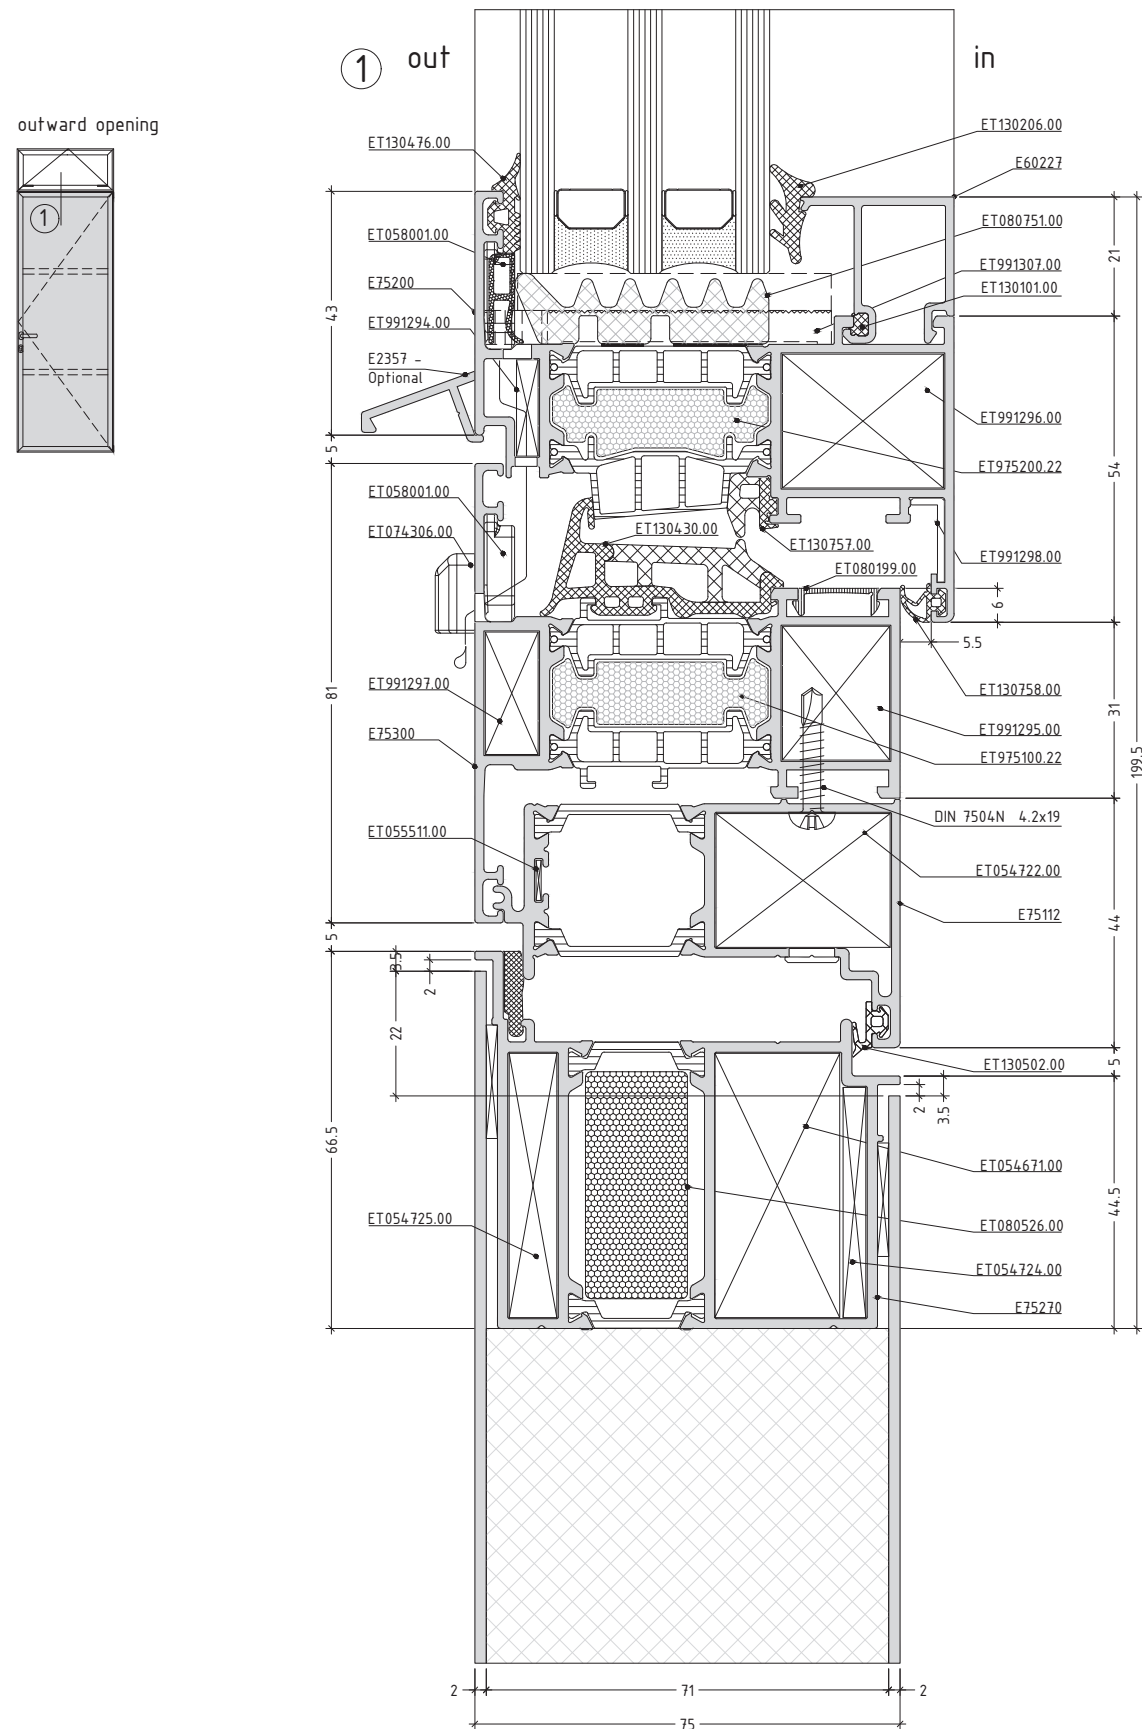 1 out in
outward opening
1
ET130476.00
ET058001.00
E75200
ET991294.00
E2357 -
Optional
ET058001.00
ET074306.00
ET991297.00
E75300
ET055511.00
ET054725.00
ET130206.00
E60227
ET080751.00
ET991307.00
ET130101.00
ET991296.00
ET975200.22
ET130430.00
ET130757.00
ET991298.00
ET080199.00
ET130758.00
ET991295.00
ET975100.22
DIN 7504N 4.2x19
ET054722.00
E75112
ET130502.00
ET054671.00
ET080526.00
ET054724.00
E75270
43
5
81
5
3.5
2
22
66.5
21
54
6
5.5
31
199.5
44
5
2
3.5
44.5
2 71 2
75